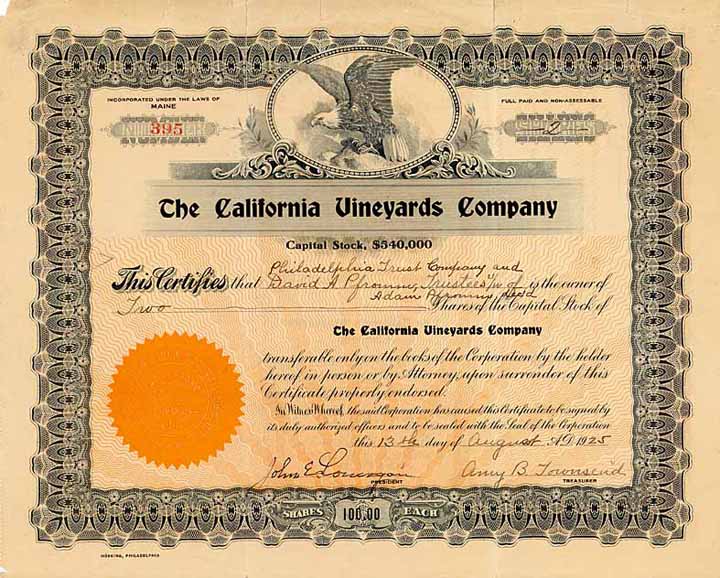 INCORPORATED UNDER THE LAWS OF
MAINE
NUMBER
395
FULL PAID AND NON-ASSESSABLE
SHARES
-2-
The California Vineyards Company
Capital Stock, $540,000
Philadelphia Trust Company and
This Certifies that David A Pfromm, Trustees i/w of is the owner of
Adam Pfromm Dec'd
Two Shares of the Capital Stock of
The California Vineyards Company
transferable only on the books of the Corporation by the holder
hereof in person or by Attorney, upon surrender of this
Certificate properly endorsed.
In Witness Whereof, the said Corporation has caused this Certificate to be signed by
its duly authorized officers and to be sealed with the Seal of the Corporation
this 13th day of August A.D. 1925
John E
PRESIDENT
Amy B. Townsend
TREASURER
SHARES 100.00 EACH
HOSKINS, PHILADELPHIA